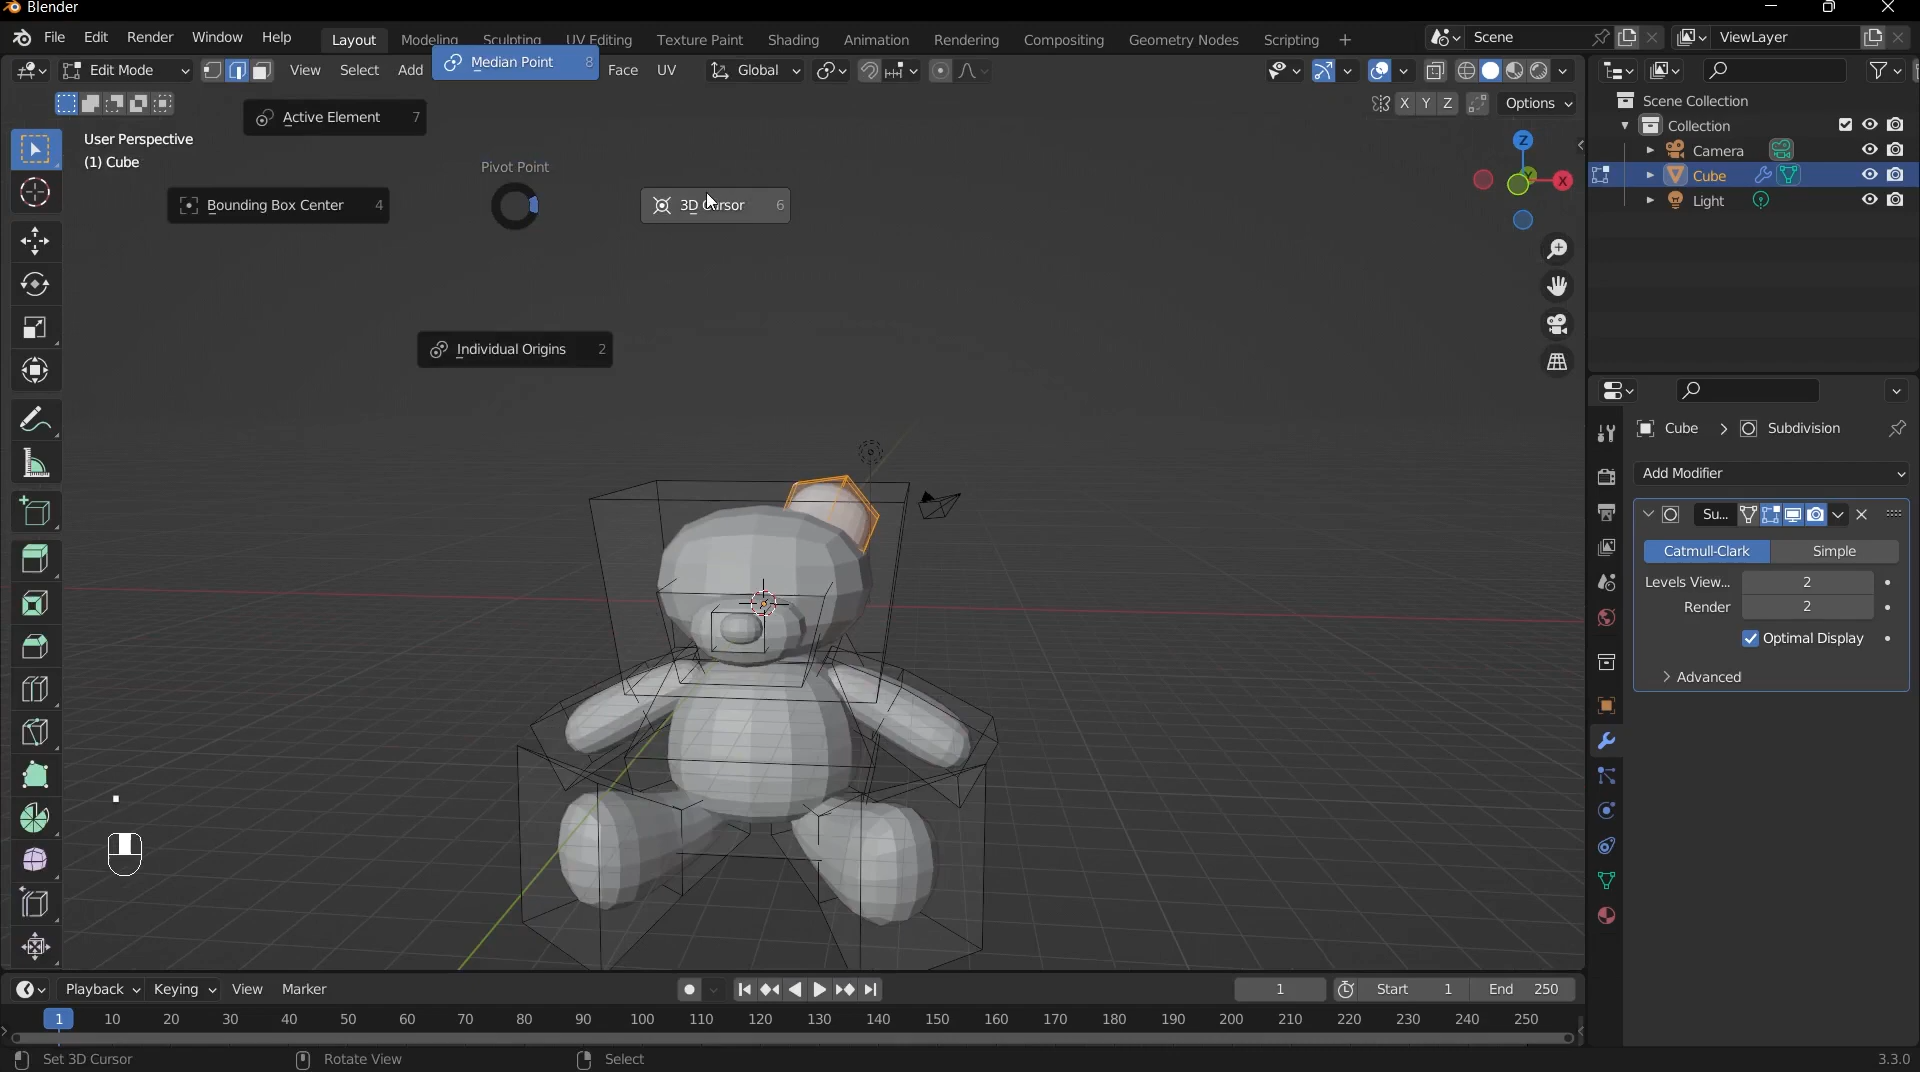 Blender
File Edit Render Window Help Layout Modeling Sculpting UV Editing Texture Paint Shading Animation Rendering Compositing Geometry Nodes Scripting + Scene ViewLayer
Edit Mode View Select Add Median Point 8 Face UV Global
X Y Z Options
Active Element 7
User Perspective
(1) Cube
Pivot Point
Bounding Box Center 4
3D Cursor 6
Individual Origins 2
Z
X
Scene Collection
Collection
Camera
Cube
Light
Cube > Subdivision
Add Modifier
Su...
Catmull-Clark Simple
Levels View... 2
Render 2
Optimal Display
Advanced
Playback Keying View Marker 1 Start 1 End 250
1 10 20 30 40 50 60 70 80 90 100 110 120 130 140 150 160 170 180 190 200 210 220 230 240 250
Set 3D Cursor Rotate View Select 3.3.0